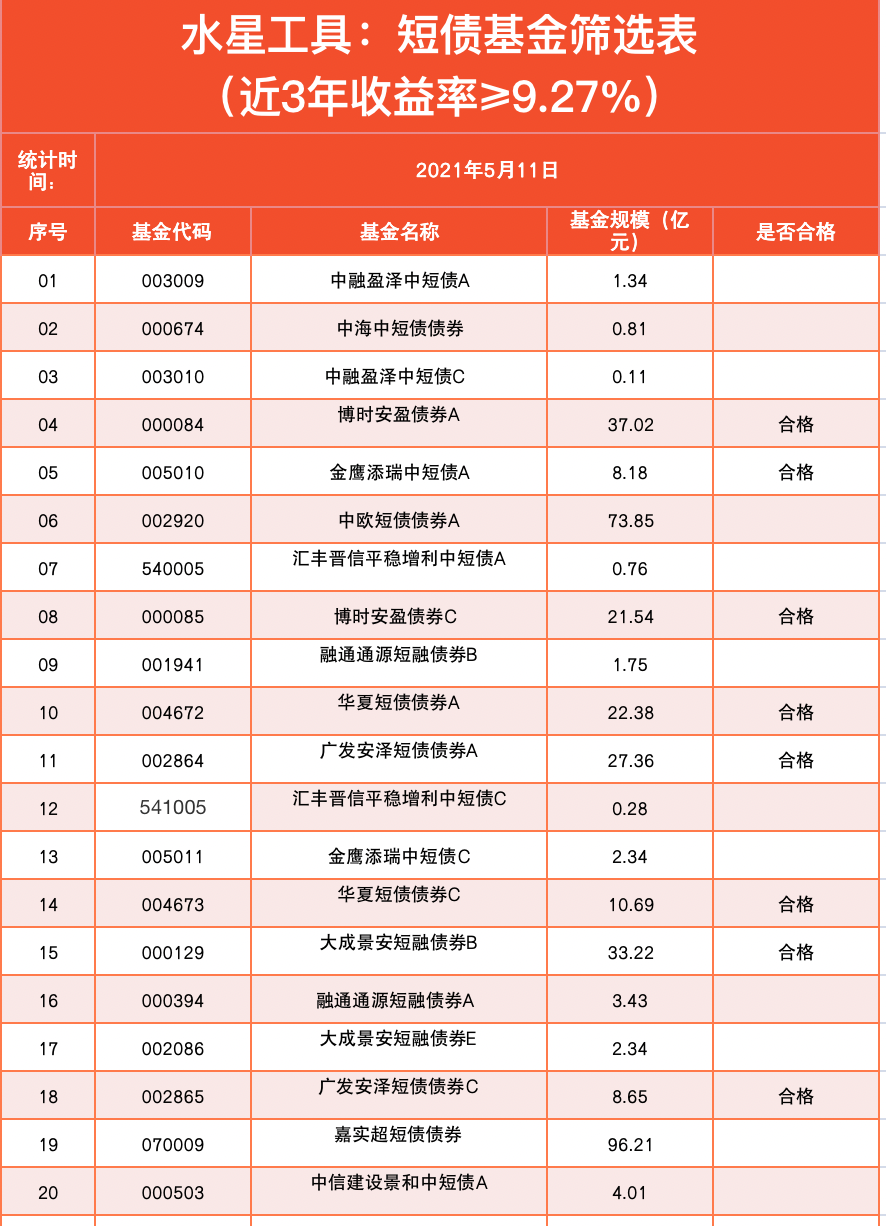 水星工具：短债基金筛选表
（近3年收益率≥9.27%）
统计时间： 2021年5月11日
序号 基金代码 基金名称 基金规模（亿元） 是否合格
01 003009 中融盈泽中短债A 1.34
02 000674 中海中短债债券 0.81
03 003010 中融盈泽中短债C 0.11
04 000084 博时安盈债券A 37.02 合格
05 005010 金鹰添瑞中短债A 8.18 合格
06 002920 中欧短债债券A 73.85
07 540005 汇丰晋信平稳增利中短债A 0.76
08 000085 博时安盈债券C 21.54 合格
09 001941 融通通源短融债券B 1.75
10 004672 华夏短债债券A 22.38 合格
11 002864 广发安泽短债债券A 27.36 合格
12 541005 汇丰晋信平稳增利中短债C 0.28
13 005011 金鹰添瑞中短债C 2.34
14 004673 华夏短债债券C 10.69 合格
15 000129 大成景安短融债券B 33.22 合格
16 000394 融通通源短融债券A 3.43
17 002086 大成景安短融债券E 2.34
18 002865 广发安泽短债债券C 8.65 合格
19 070009 嘉实超短债债券 96.21
20 000503 中信建设景和中短债A 4.01